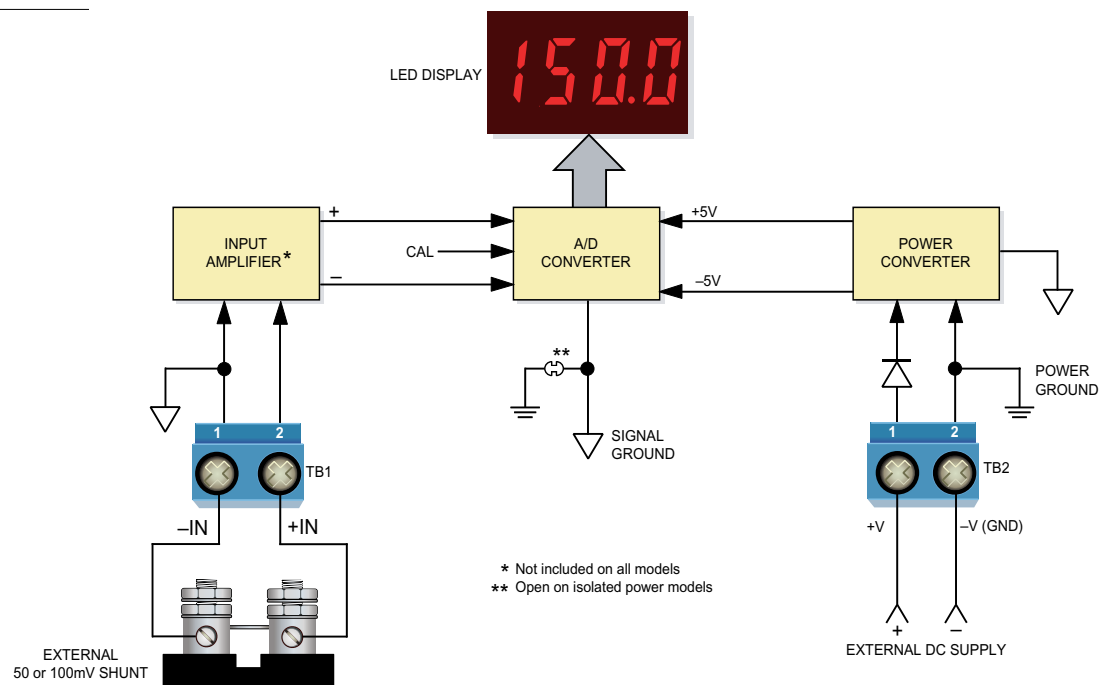 150.0
LED DISPLAY
INPUT
AMPLIFIER*
+
–
CAL
A/D
CONVERTER
+5V
–5V
POWER
CONVERTER
**
SIGNAL
GROUND
POWER
GROUND
1 2
TB1
–IN +IN
1 2
TB2
+V –V (GND)
* Not included on all models
** Open on isolated power models
+ –
EXTERNAL DC SUPPLY
EXTERNAL
50 or 100mV SHUNT